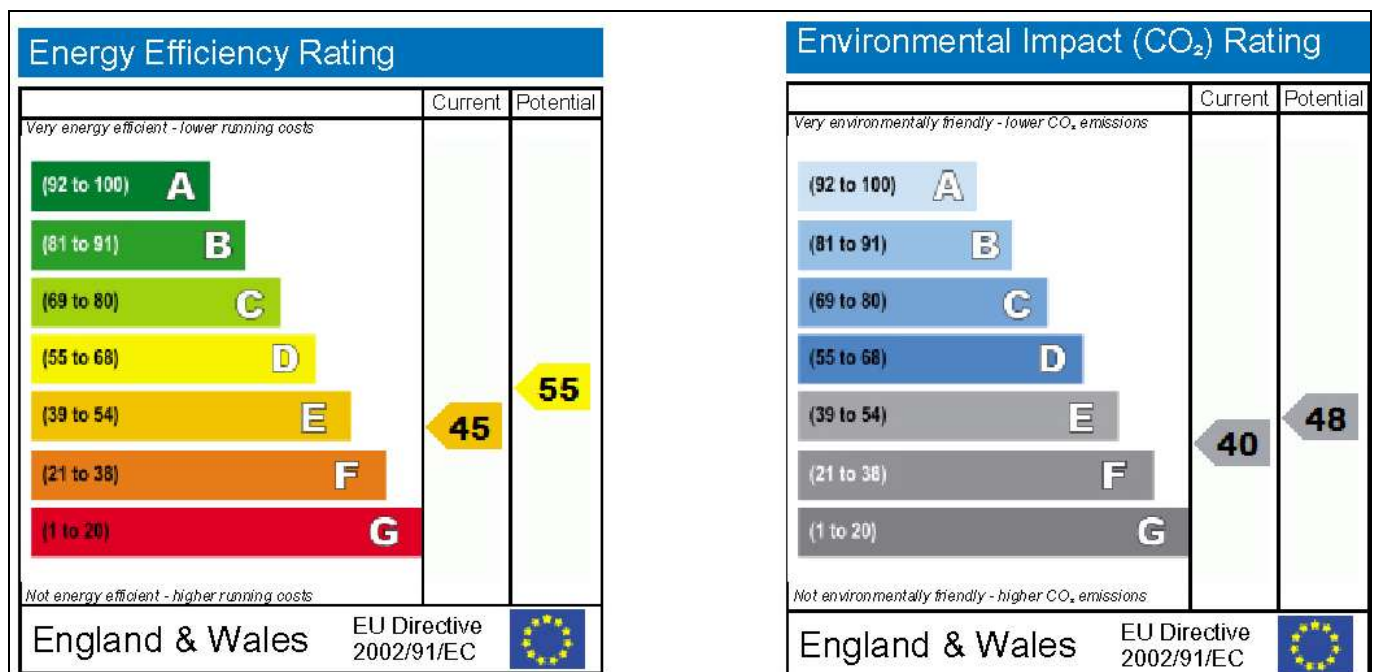 Energy Efficiency Rating
Current Potential
Very energy efficient - lower running costs
(92 to 100) A
(81 to 91) B
(69 to 80) C
(55 to 68) D
55
(39 to 54) E
45
(21 to 38) F
(1 to 20) G
Not energy efficient - higher running costs
England & Wales
EU Directive
2002/91/EC
Environmental Impact (CO₂) Rating
Current Potential
Very environmentally friendly - lower CO₂ emissions
(92 to 100) A
(81 to 91) B
(69 to 80) C
(55 to 68) D
(39 to 54) E
48
40
(21 to 38) F
(1 to 20) G
Not environmentally friendly - higher CO₂ emissions
England & Wales
EU Directive
2002/91/EC